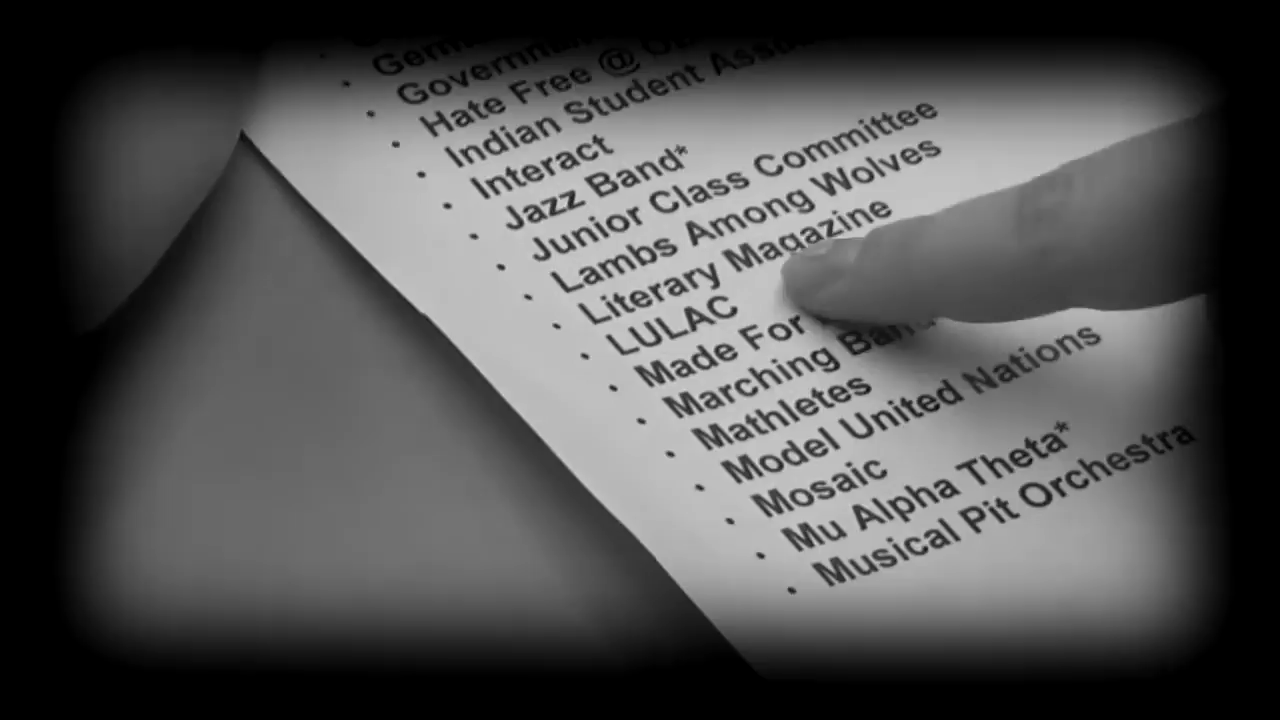 Hate Free @
Indian Student
Interact
Jazz Band*
Junior Class Committee
Lambs Among Wolves
Literary Magazine
LULAC
Made For
Marching Band
Mathletes
Model United Nations
Mosaic
Mu Alpha Theta*
Musical Pit Orchestra